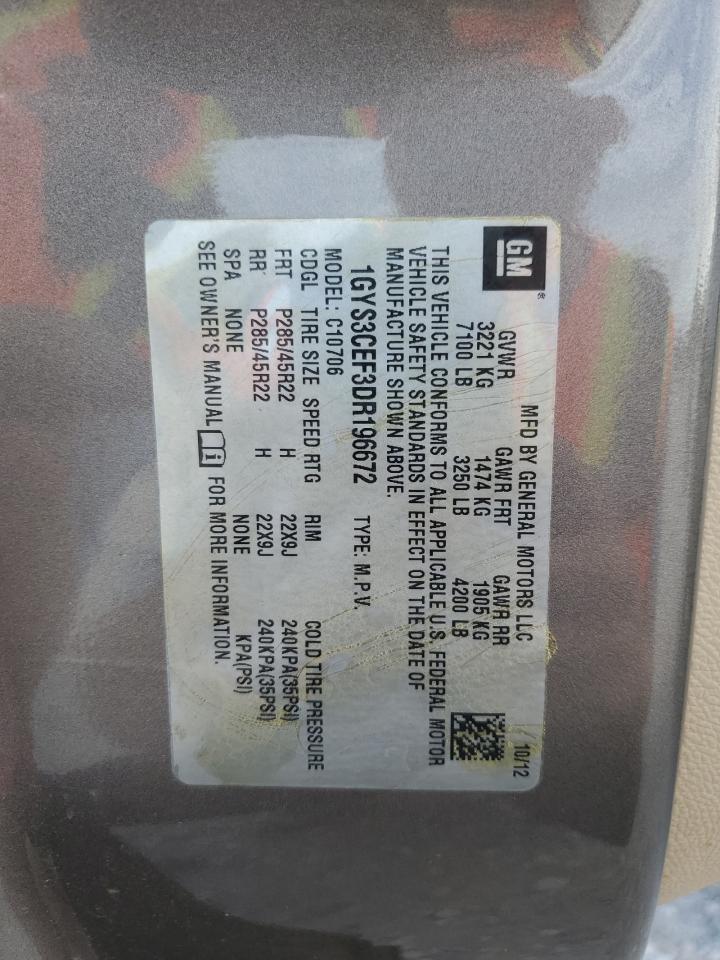 GM®
MFD BY GENERAL MOTORS LLC 10/12
GVWR GAWR FRT GAWR RR
3221 KG 1474 KG 1905 KG
7100 LB 3250 LB 4200 LB
THIS VEHICLE CONFORMS TO ALL APPLICABLE U.S. FEDERAL MOTOR
VEHICLE SAFETY STANDARDS IN EFFECT ON THE DATE OF
MANUFACTURE SHOWN ABOVE.
1GYS3CEF3DR196672 TYPE: M.P.V.
MODEL: C10706
CDGL TIRE SIZE SPEED RTG RIM COLD TIRE PRESSURE
FRT P285/45R22 H 22X9J 240KPA(35PSI)
RR P285/45R22 H 22X9J 240KPA(35PSI)
SPA NONE NONE KPA(PSI)
SEE OWNER'S MANUAL FOR MORE INFORMATION.